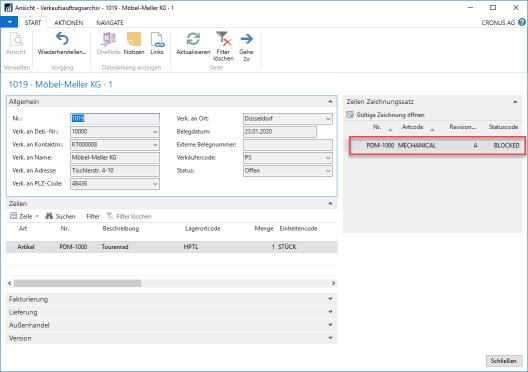 Ansicht - Verkaufsauftragsarchiv - 1019 · Möbel-Meller KG · 1
START AKTIONEN NAVIGATE CRONUS AG
Ansicht Wiederherstellen... OneNote Notizen Links Aktualisieren Filter löschen Gehe zu
Verwalten Vorgang Dateianhang anzeigen Seite
1019 · Möbel-Meller KG · 1
Allgemein
Nr.: 1019
Verk. an Deb.-Nr.: 10000
Verk. an Kontaktnr.: KT000008
Verk. an Name: Möbel-Meller KG
Verk. an Adresse: Tischlerstr. 4-10
Verk. an PLZ-Code: 48436
Verk. an Ort: Düsseldorf
Belegdatum: 23.01.2020
Externe Belegnummer:
Verkäufercode: PS
Status: Offen
Zeilen
Zeile Suchen Filter Filter löschen
Art Nr. Beschreibung Lagerortcode Menge Einheitencode
Artikel PDM-1000 Tourenrad HPTL 1 STÜCK
Fakturierung
Lieferung
Außenhandel
Version
Zeilen Zeichnungssatz
Gültige Zeichnung öffnen
Nr. Artcode Revision... Statuscode
PDM-1000 MECHANICAL A BLOCKED
Schließen